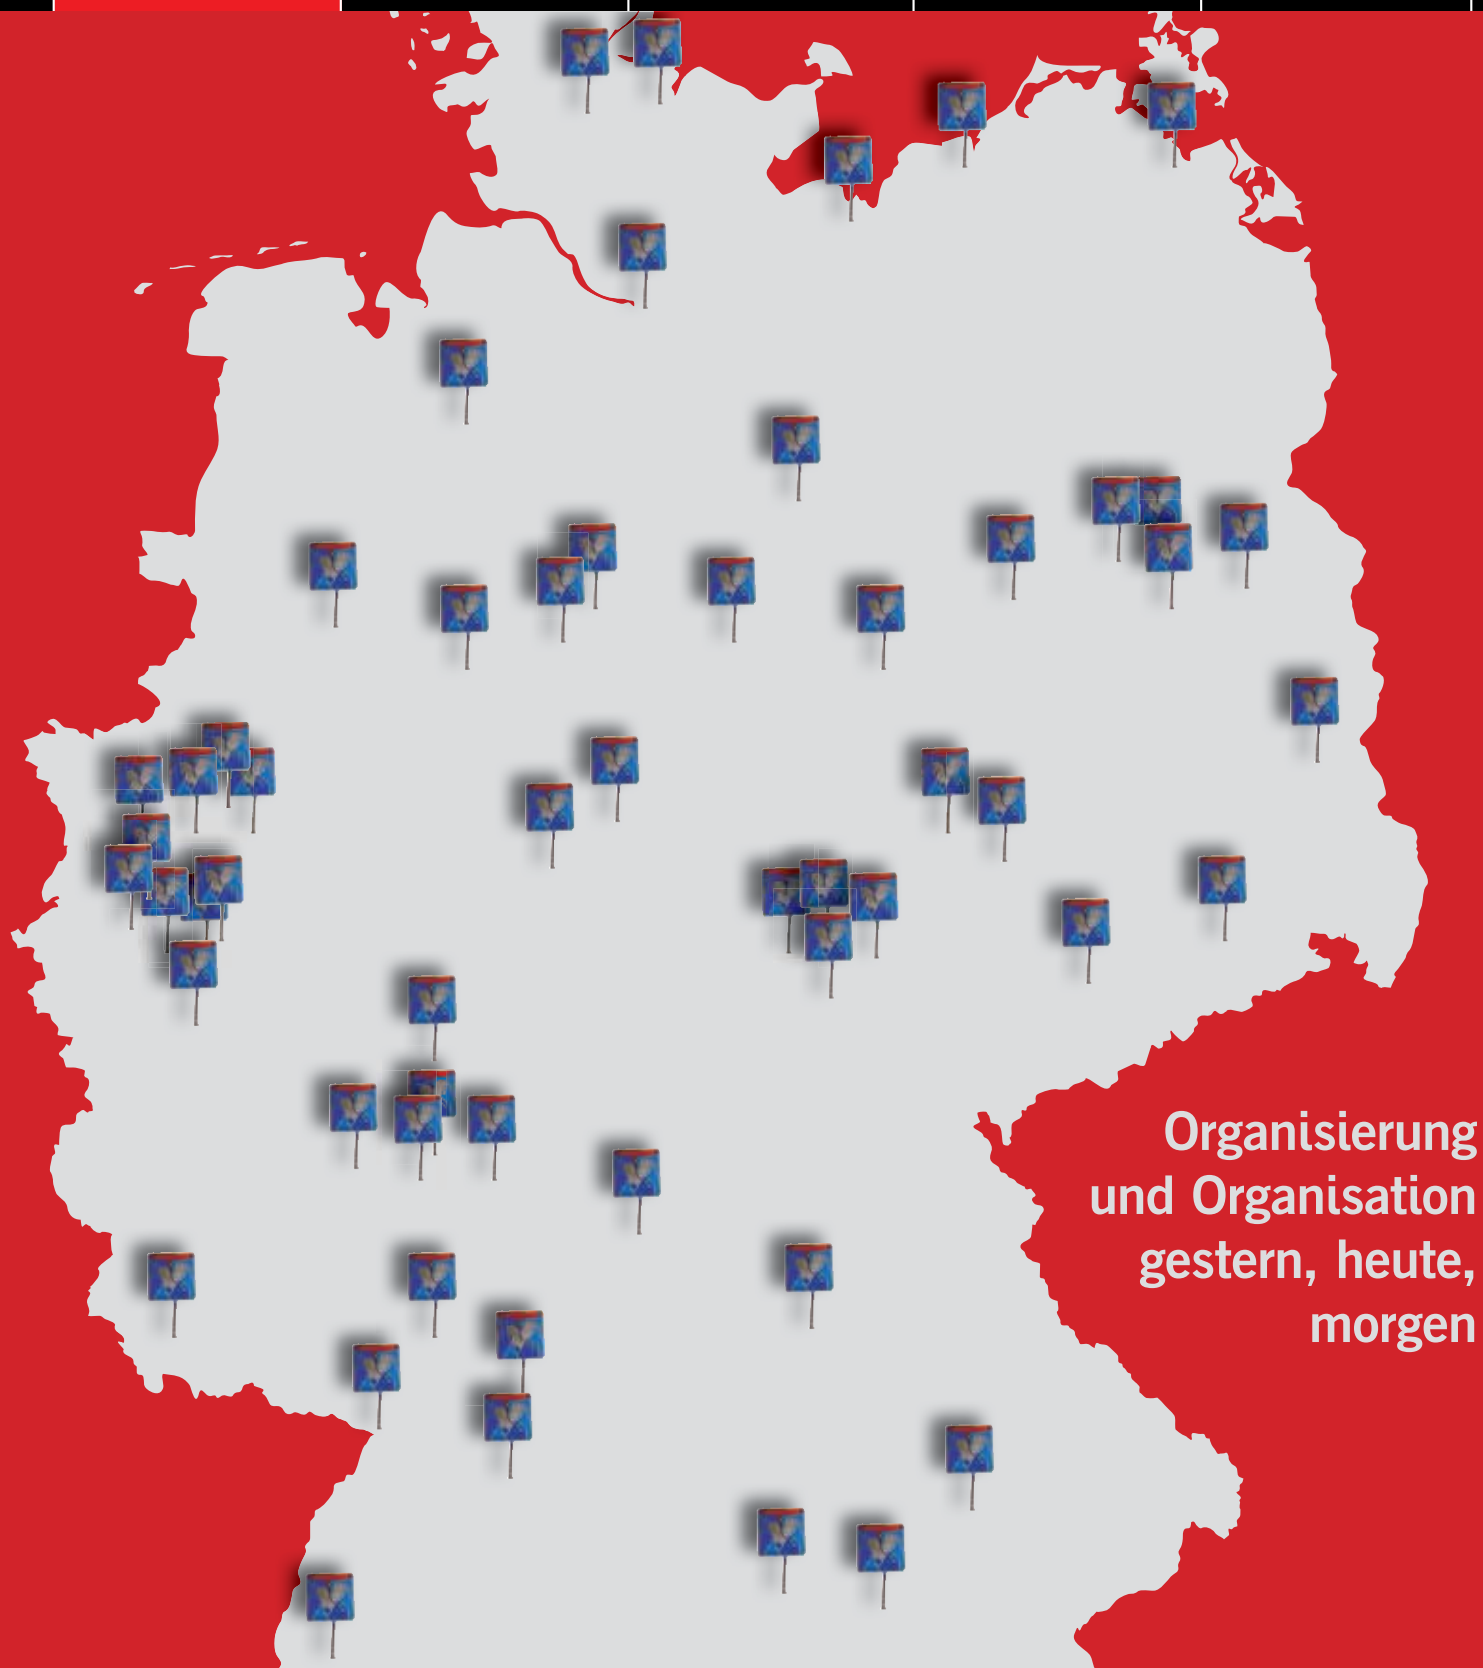 Organisierung
und Organisation
gestern, heute,
morgen